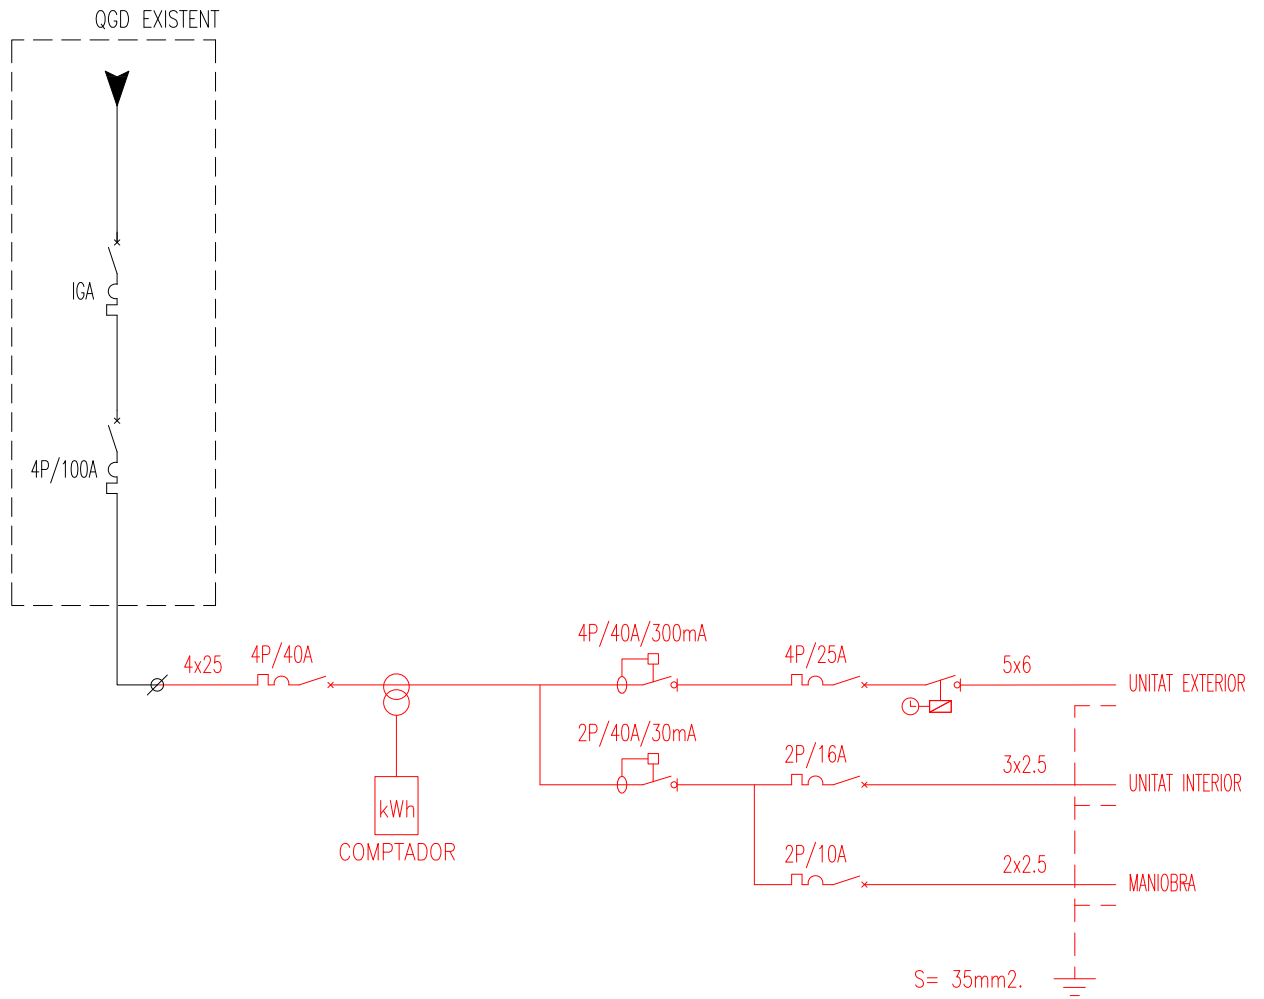 QGD EXISTENT
IGA
4P/100A
4x25
4P/40A
kWh
COMPTADOR
4P/40A/300mA
4P/25A
5x6
UNITAT EXTERIOR
2P/40A/30mA
2P/16A
3x2.5
UNITAT INTERIOR
2P/10A
2x2.5
MANIOBRA
S= 35mm2.